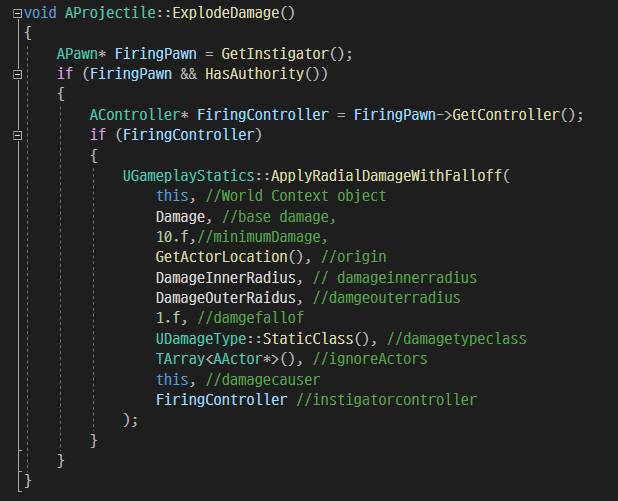 void AProjectile::ExplodeDamage()
{
APawn* FiringPawn = GetInstigator();
if (FiringPawn && HasAuthority())
{
AController* FiringController = FiringPawn->GetController();
if (FiringController)
{
UGameplayStatics::ApplyRadialDamageWithFalloff(
this, //World Context object
Damage, //base damage,
10.f,//minimumDamage,
GetActorLocation(), //origin
DamageInnerRadius, // damageinnerradius
DamageOuterRaidus, //damgeouterradius
1.f, //damgefallof
UDamageType::StaticClass(), //damagetypeclass
TArray<AActor*>(), //ignoreActors
this, //damagecauser
FiringController //instigatorcontroller
);
}
}
}